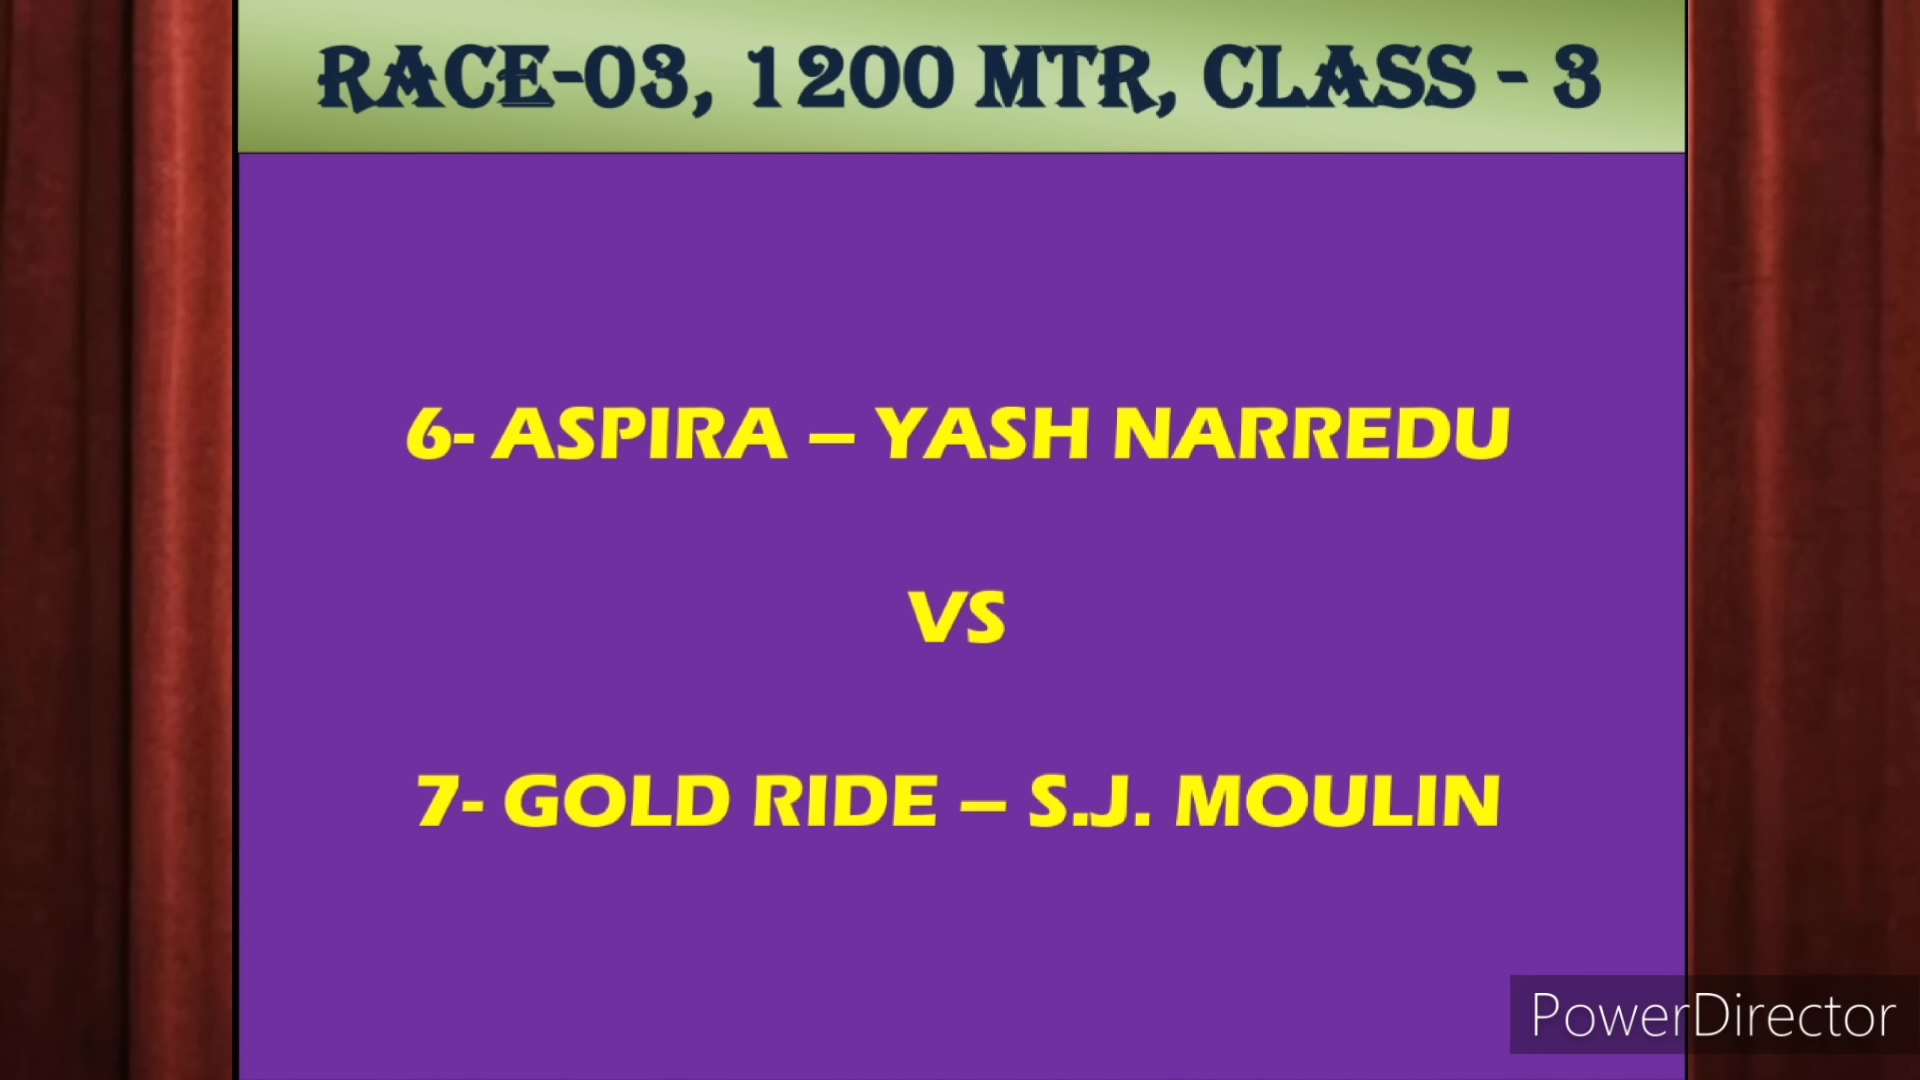 RACE-03, 1200 MTR, CLASS - 3
6- ASPIRA – YASH NARREDU
VS
7- GOLD RIDE – S.J. MOULIN
PowerDirector